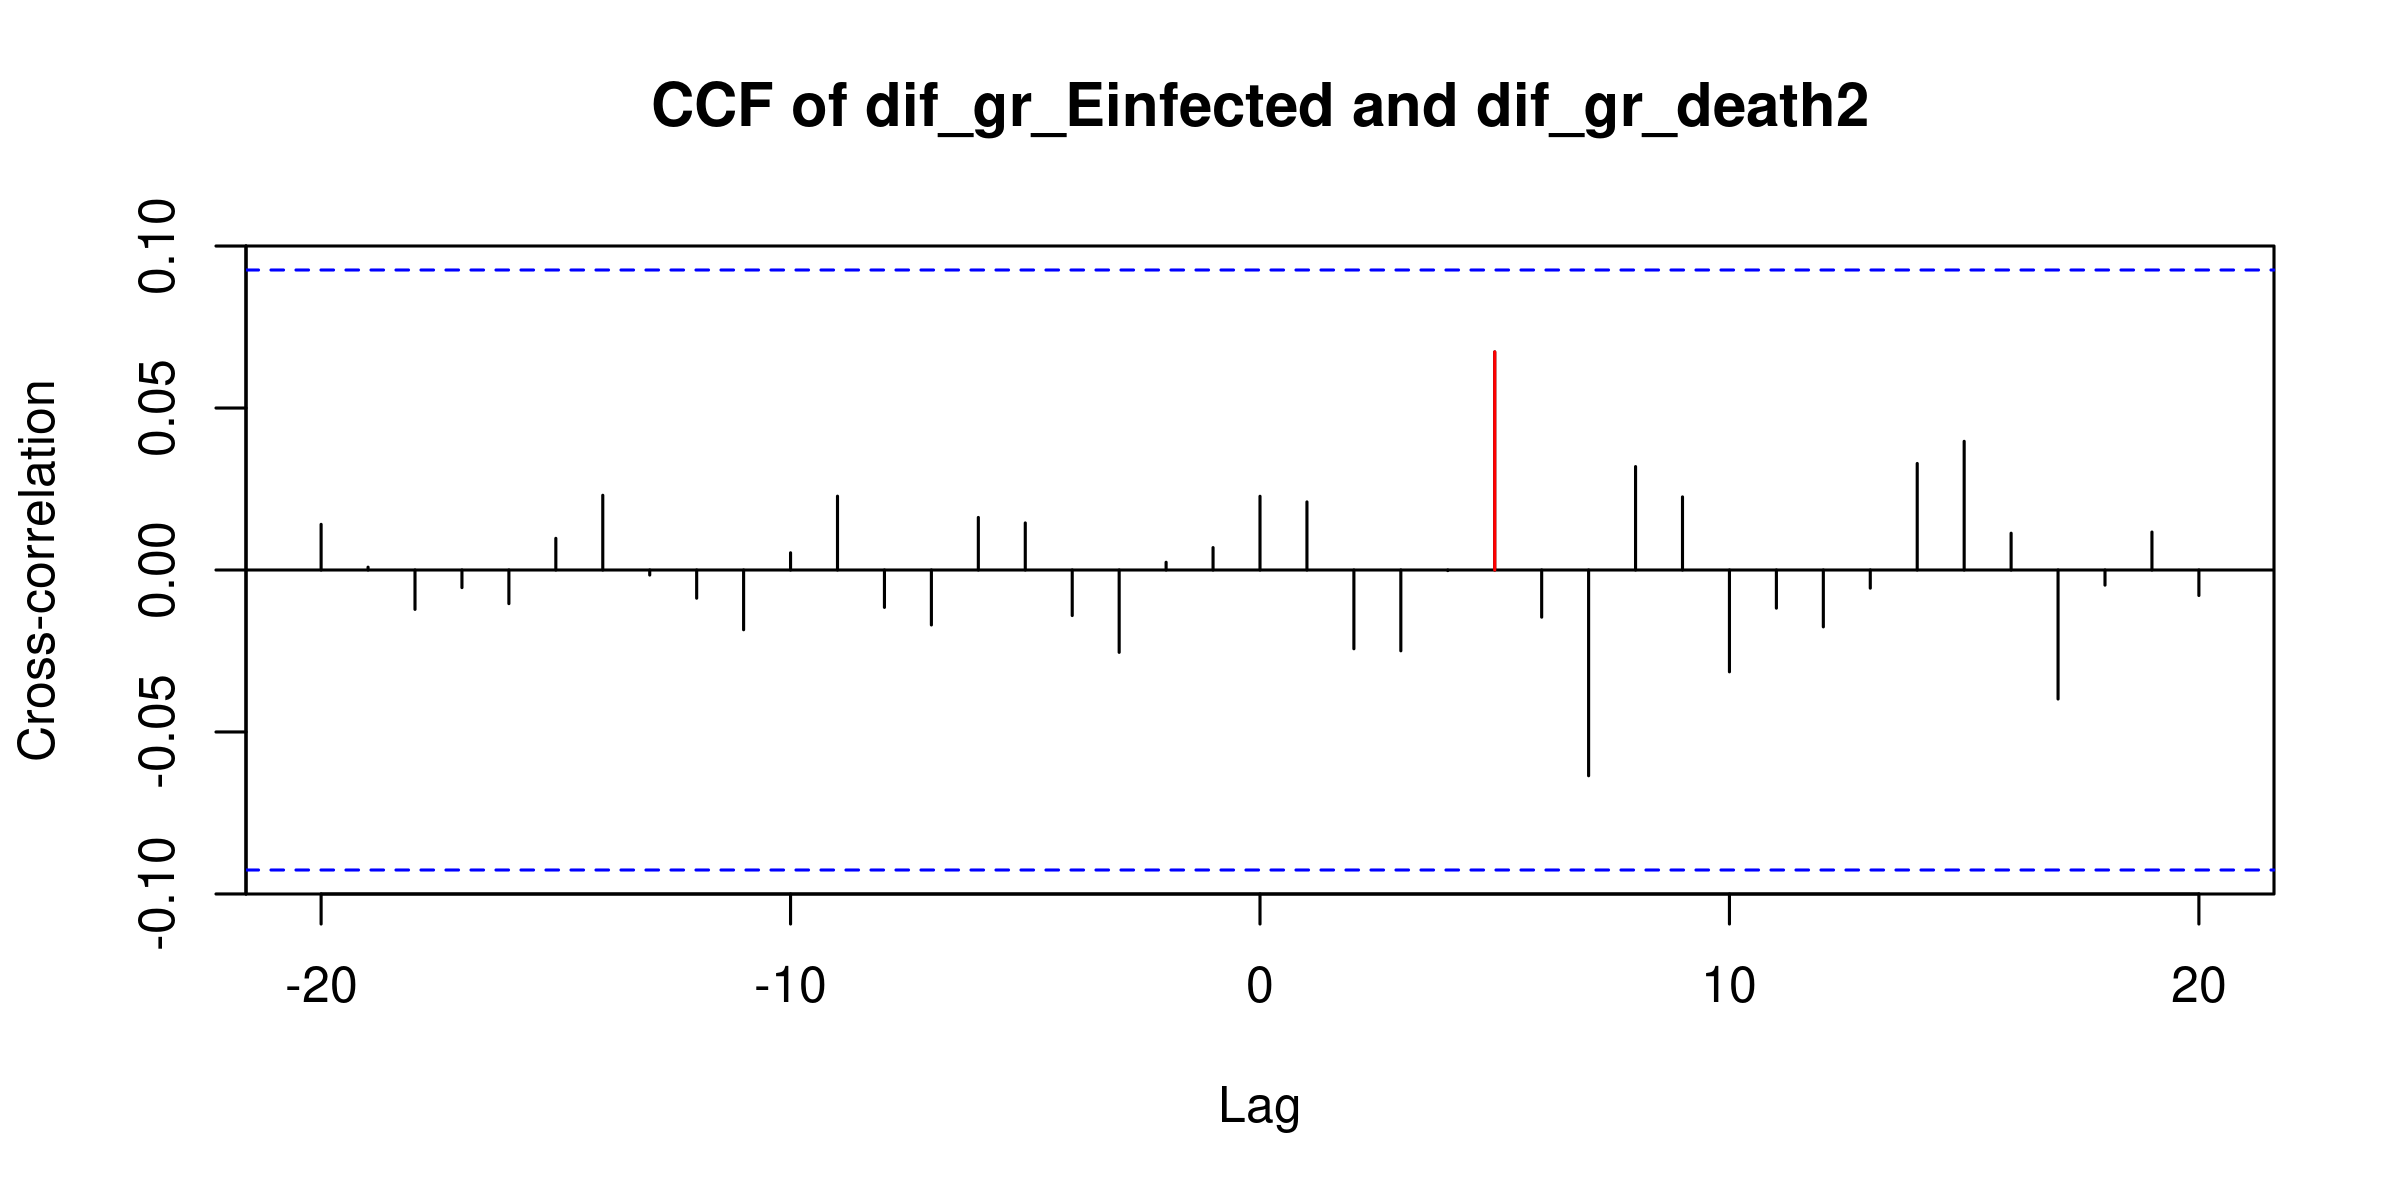 CCF of dif_gr_Einfected and dif_gr_death2
Cross-correlation
0.10
0.05
0.00
-0.05
-0.10
-20 -10 0 10 20
Lag